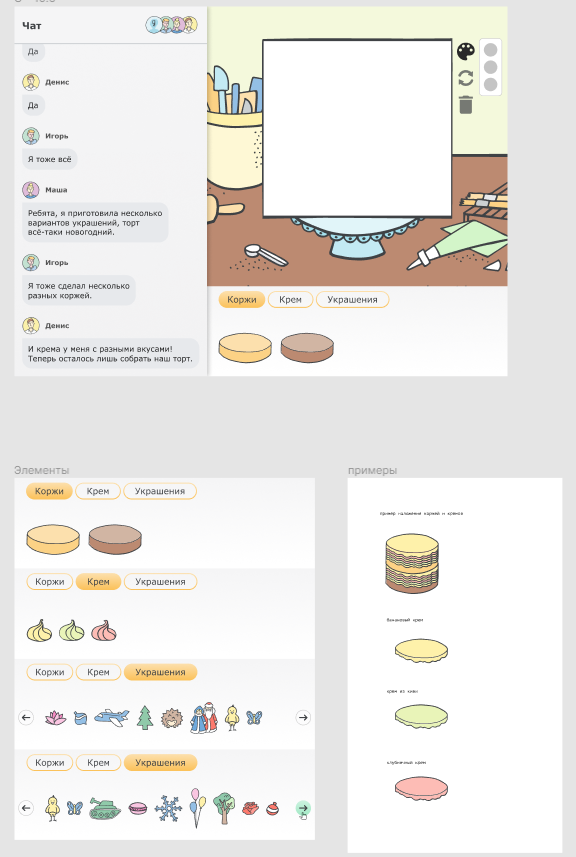 Чат
Да
Денис
Да
Игорь
Я тоже всё
Маша
Ребята, я приготовила несколько
вариантов украшений, торт
всё-таки новогодний.
Игорь
Я тоже сделал несколько
разных коржей.
Денис
И крема у меня с разными вкусами!
Теперь осталось лишь собрать наш торт.
Коржи Крем Украшения
Элементы
Коржи Крем Украшения
Коржи Крем Украшения
Коржи Крем Украшения
Коржи Крем Украшения
примеры
пример наложение коржей и кремов
банановый крем
крем из киви
клубничный крем